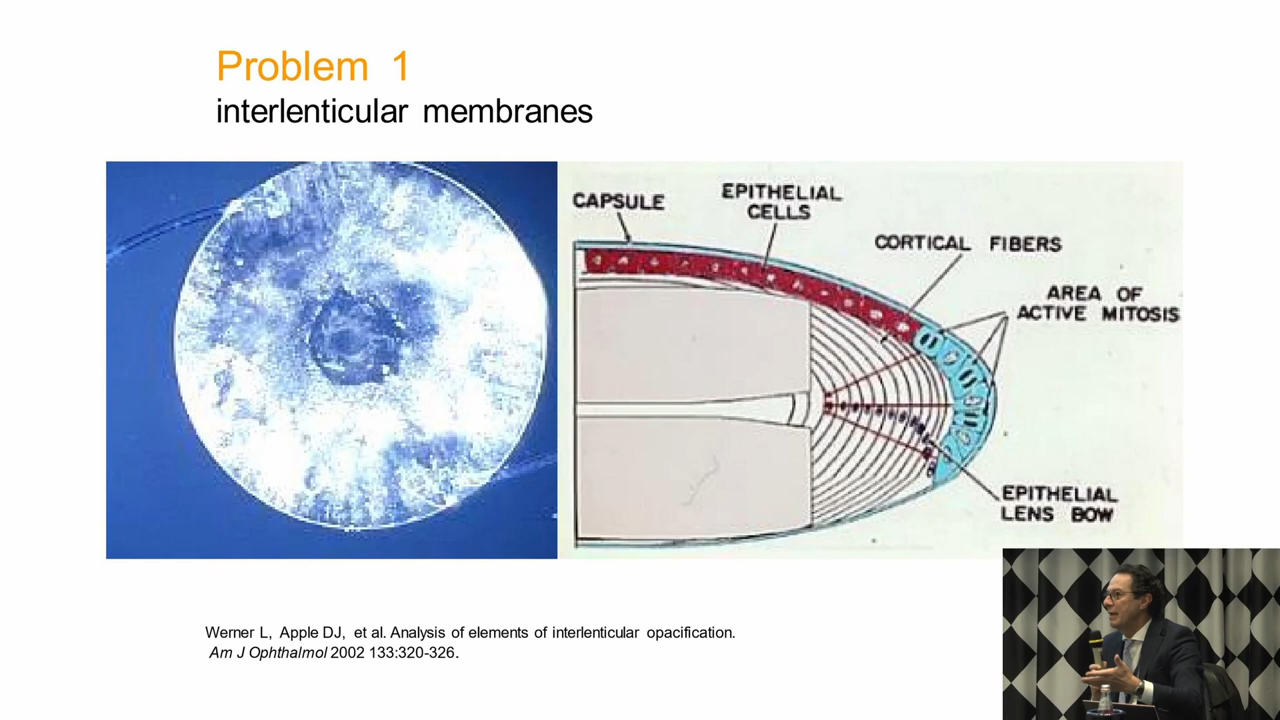 Problem 1
interlenticular membranes
CAPSULE
EPITHELIAL
CELLS
CORTICAL FIBERS
AREA OF
ACTIVE MITOSIS
EPITHELIAL
LENS BOW
Werner L, Apple DJ, et al. Analysis of elements of interlenticular opacification.
Am J Ophthalmol 2002 133:320-326.